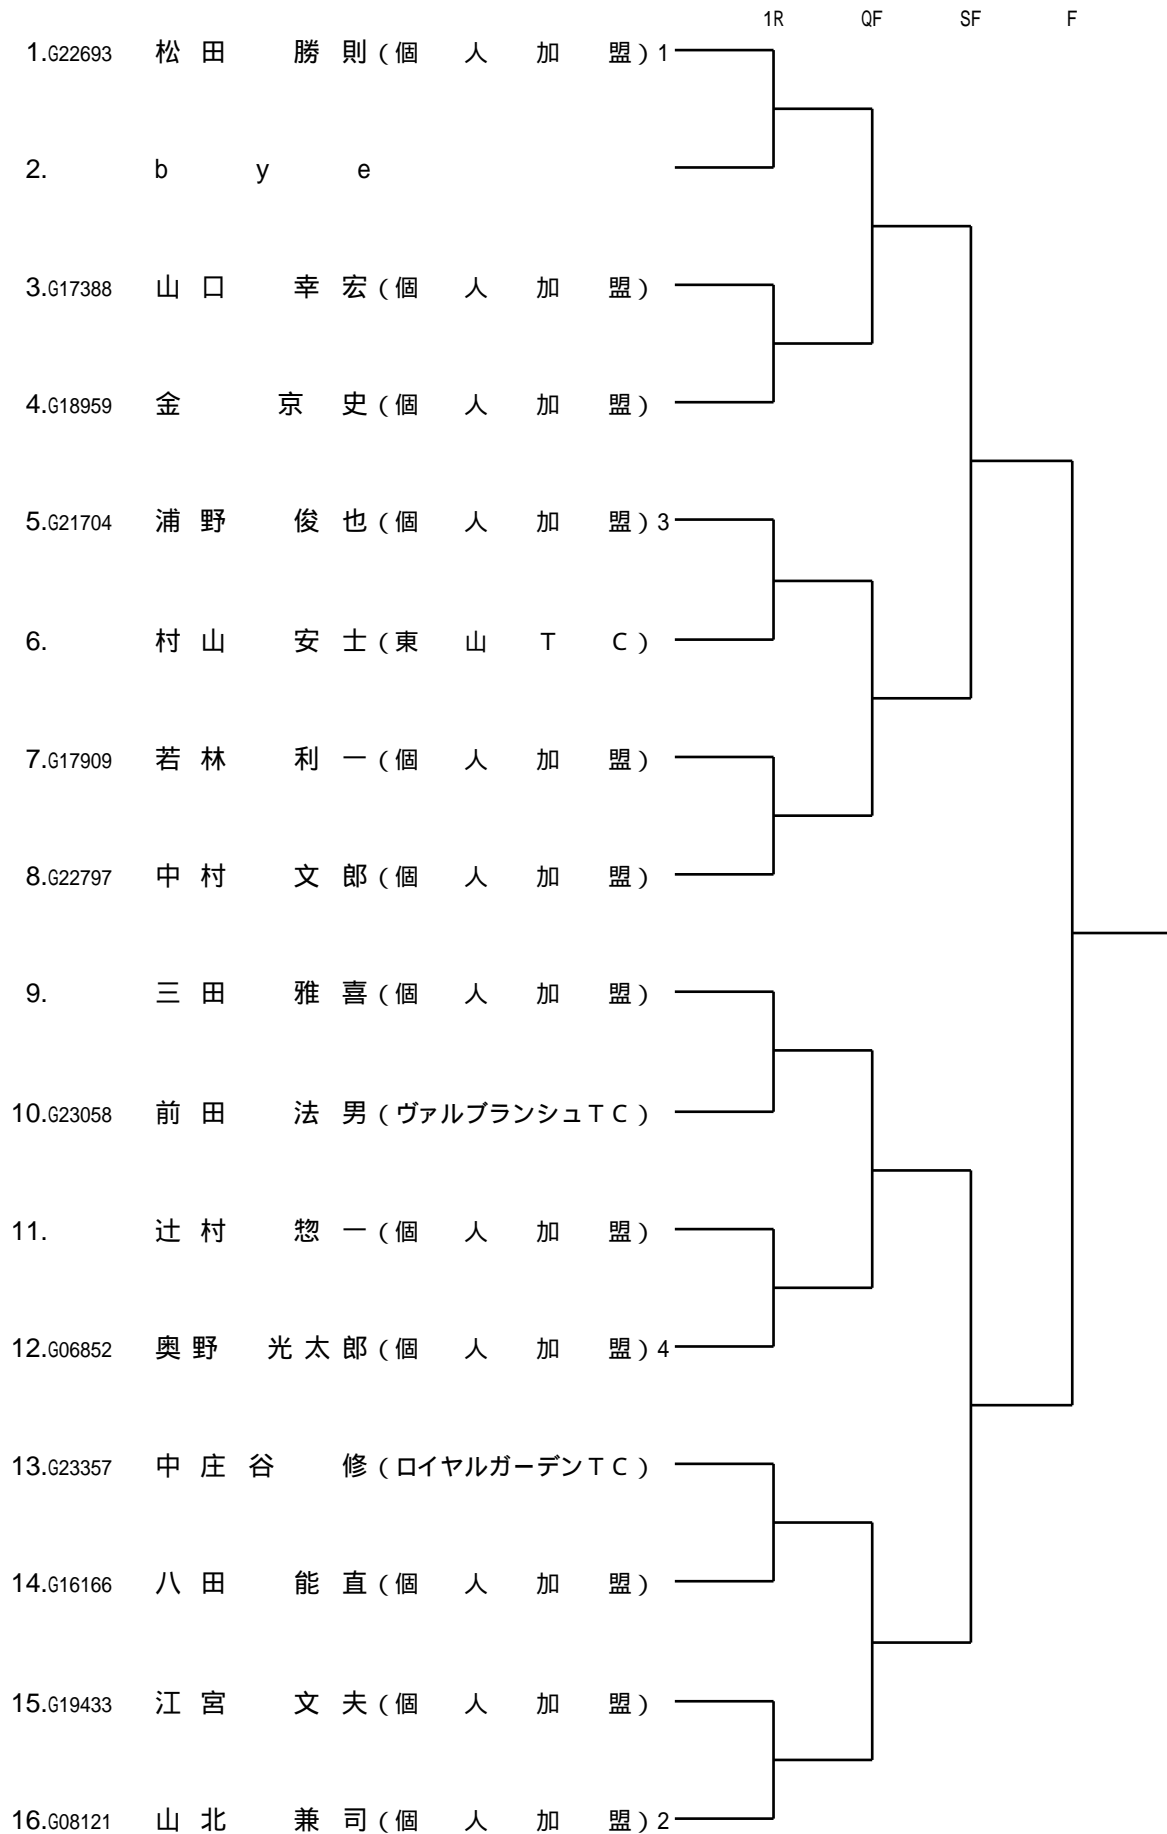 1R QF SF F
1.G22693 松田 勝則(個人加盟)1
2. bye
3.G17388 山口 幸宏(個人加盟)
4.G18959 金 京史(個人加盟)
5.G21704 浦野 俊也(個人加盟)3
6. 村山 安士(東山TC)
7.G17909 若林 利一(個人加盟)
8.G22797 中村 文郎(個人加盟)
9. 三田 雅喜(個人加盟)
10.G23058 前田 法男(ヴァルブランシュTC)
11. 辻村 惣一(個人加盟)
12.G06852 奥野 光太郎(個人加盟)4
13.G23357 中庄谷 修(ロイヤルガーデンTC)
14.G16166 八田 能直(個人加盟)
15.G19433 江宮 文夫(個人加盟)
16.G08121 山北 兼司(個人加盟)2